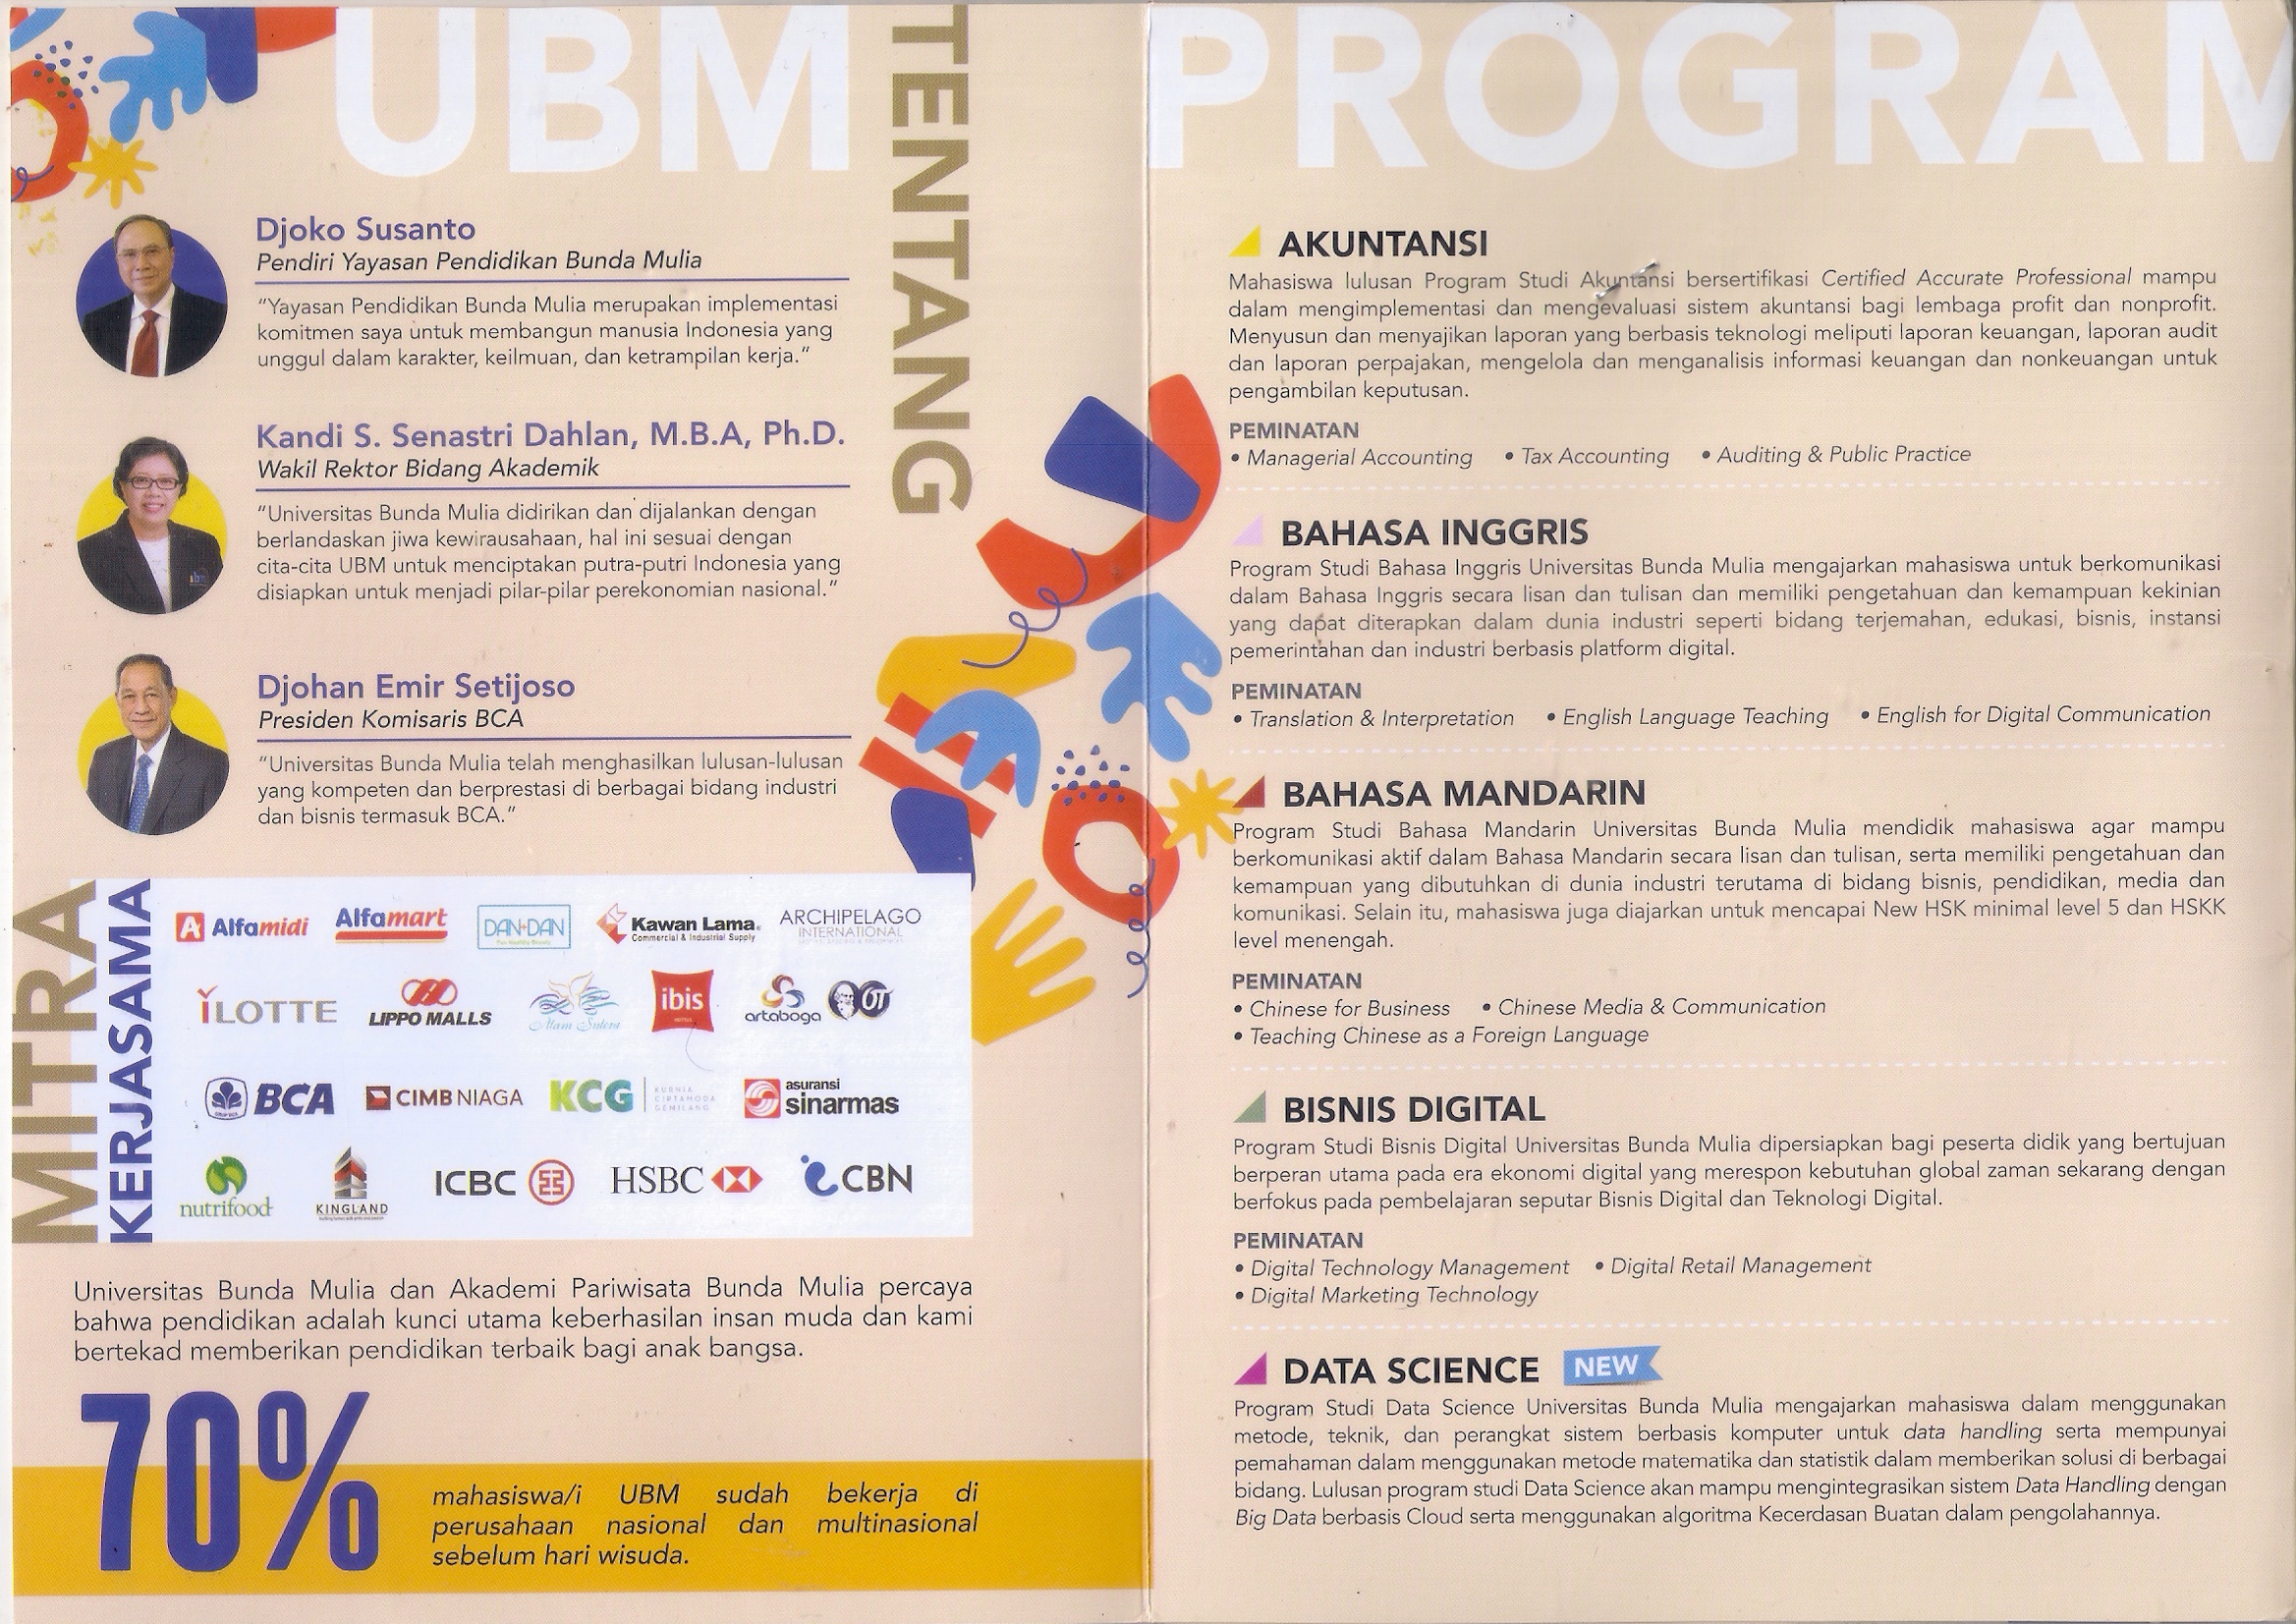 UBM
TENTANG
Djoko Susanto
Pendiri Yayasan Pendidikan Bunda Mulia
“Yayasan Pendidikan Bunda Mulia merupakan implementasi
komitmen saya untuk membangun manusia Indonesia yang
unggul dalam karakter, keilmuan, dan ketrampilan kerja.”
Kandi S. Senastri Dahlan, M.B.A, Ph.D.
Wakil Rektor Bidang Akademik
“Universitas Bunda Mulia didirikan dan dijalankan dengan
berlandaskan jiwa kewirausahaan, hal ini sesuai dengan
cita-cita UBM untuk menciptakan putra-putri Indonesia yang
disiapkan untuk menjadi pilar-pilar perekonomian nasional.”
Djohan Emir Setijoso
Presiden Komisaris BCA
“Universitas Bunda Mulia telah menghasilkan lulusan-lulusan
yang kompeten dan berprestasi di berbagai bidang industri
dan bisnis termasuk BCA.”
MITRA
KERJASAMA
A Alfamidi Alfamart DAN+DAN Kawan Lama ARCHIPELAGO
Commercial & Industrial Supply INTERNATIONAL
iLOTTE LIPPO MALLS Alam Sutera ibis HOTELS artaboga OT
BCA CIMB NIAGA KCG KURNIA CIPTAMODA GEMILANG asuransi sinarmas
nutrifood KINGLAND ICBC HSBC CBN
Universitas Bunda Mulia dan Akademi Pariwisata Bunda Mulia percaya
bahwa pendidikan adalah kunci utama keberhasilan insan muda dan kami
bertekad memberikan pendidikan terbaik bagi anak bangsa.
70%
mahasiswa/i UBM sudah bekerja di
perusahaan nasional dan multinasional
sebelum hari wisuda.
PROGRAM
AKUNTANSI
Mahasiswa lulusan Program Studi Akuntansi bersertifikasi Certified Accurate Professional mampu
dalam mengimplementasi dan mengevaluasi sistem akuntansi bagi lembaga profit dan nonprofit.
Menyusun dan menyajikan laporan yang berbasis teknologi meliputi laporan keuangan, laporan audit
dan laporan perpajakan, mengelola dan menganalisis informasi keuangan dan nonkeuangan untuk
pengambilan keputusan.
PEMINATAN
• Managerial Accounting • Tax Accounting • Auditing & Public Practice
BAHASA INGGRIS
Program Studi Bahasa Inggris Universitas Bunda Mulia mengajarkan mahasiswa untuk berkomunikasi
dalam Bahasa Inggris secara lisan dan tulisan dan memiliki pengetahuan dan kemampuan kekinian
yang dapat diterapkan dalam dunia industri seperti bidang terjemahan, edukasi, bisnis, instansi
pemerintahan dan industri berbasis platform digital.
PEMINATAN
• Translation & Interpretation • English Language Teaching • English for Digital Communication
BAHASA MANDARIN
Program Studi Bahasa Mandarin Universitas Bunda Mulia mendidik mahasiswa agar mampu
berkomunikasi aktif dalam Bahasa Mandarin secara lisan dan tulisan, serta memiliki pengetahuan dan
kemampuan yang dibutuhkan di dunia industri terutama di bidang bisnis, pendidikan, media dan
komunikasi. Selain itu, mahasiswa juga diajarkan untuk mencapai New HSK minimal level 5 dan HSKK
level menengah.
PEMINATAN
• Chinese for Business • Chinese Media & Communication
• Teaching Chinese as a Foreign Language
BISNIS DIGITAL
Program Studi Bisnis Digital Universitas Bunda Mulia dipersiapkan bagi peserta didik yang bertujuan
berperan utama pada era ekonomi digital yang merespon kebutuhan global zaman sekarang dengan
berfokus pada pembelajaran seputar Bisnis Digital dan Teknologi Digital.
PEMINATAN
• Digital Technology Management • Digital Retail Management
• Digital Marketing Technology
DATA SCIENCE NEW
Program Studi Data Science Universitas Bunda Mulia mengajarkan mahasiswa dalam menggunakan
metode, teknik, dan perangkat sistem berbasis komputer untuk data handling serta mempunyai
pemahaman dalam menggunakan metode matematika dan statistik dalam memberikan solusi di berbagai
bidang. Lulusan program studi Data Science akan mampu mengintegrasikan sistem Data Handling dengan
Big Data berbasis Cloud serta menggunakan algoritma Kecerdasan Buatan dalam pengolahannya.